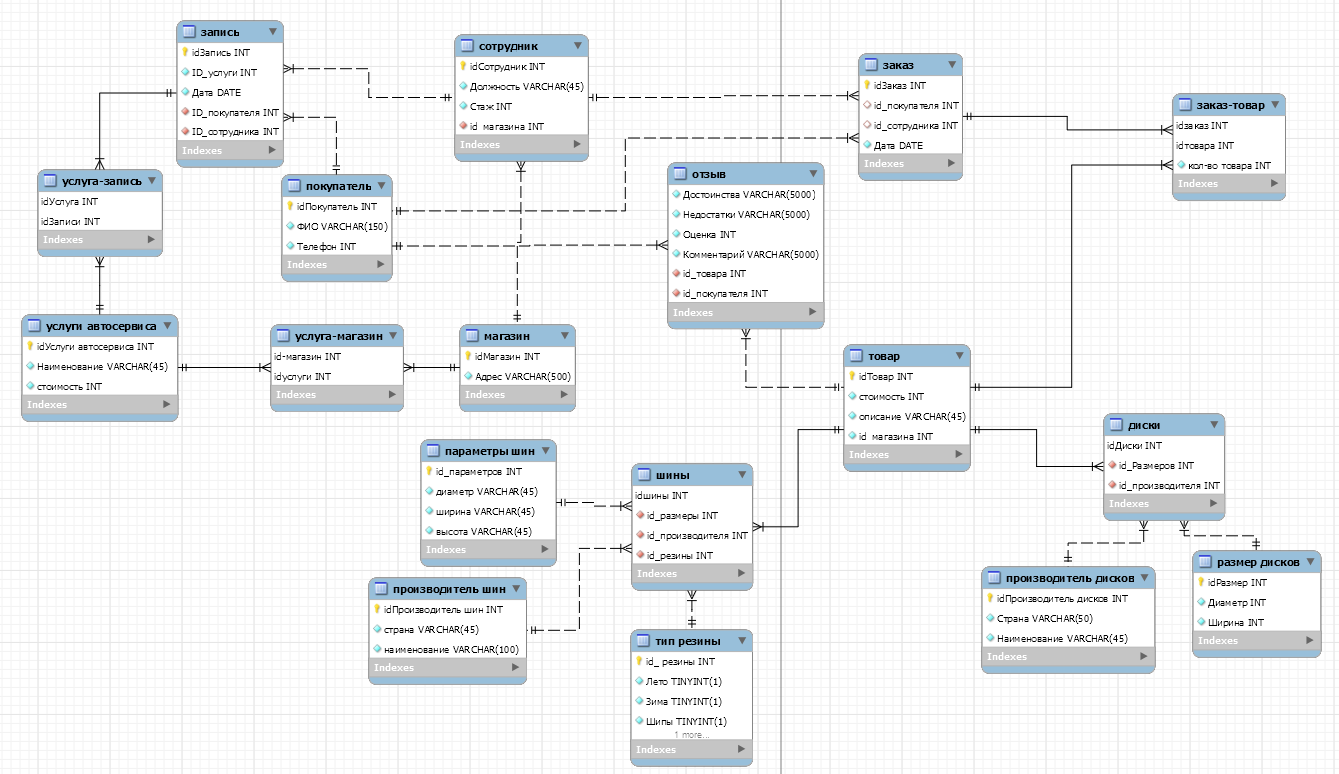 запись
idЗапись INT
ID_услуги INT
Дата DATE
ID_покупателя INT
ID_сотрудника INT
Indexes
сотрудник
idСотрудник INT
Должность VARCHAR(45)
Стаж INT
id_магазина INT
Indexes
заказ
idЗаказ INT
id_покупателя INT
id_сотрудника INT
Дата DATE
Indexes
заказ-товар
idзаказ INT
idтовара INT
кол-во товара INT
Indexes
услуга-запись
idУслуга INT
idЗаписи INT
Indexes
покупатель
idПокупатель INT
ФИО VARCHAR(150)
Телефон INT
Indexes
отзыв
Достоинства VARCHAR(5000)
Недостатки VARCHAR(5000)
Оценка INT
Комментарий VARCHAR(5000)
id_товара INT
id_покупателя INT
Indexes
услуги автосервиса
idУслуги автосервиса INT
Наименование VARCHAR(45)
стоимость INT
Indexes
услуга-магазин
id-магазин INT
idуслуги INT
Indexes
магазин
idМагазин INT
Адрес VARCHAR(500)
Indexes
товар
idТовар INT
стоимость INT
описание VARCHAR(45)
id_магазина INT
Indexes
диски
idДиски INT
id_Размеров INT
id_производителя INT
Indexes
параметры шин
id_параметров INT
диаметр VARCHAR(45)
ширина VARCHAR(45)
высота VARCHAR(45)
Indexes
шины
idшины INT
id_размеры INT
id_производителя INT
id_резины INT
Indexes
производитель шин
idПроизводитель шин INT
страна VARCHAR(45)
наименование VARCHAR(100)
Indexes
тип резины
id_ резины INT
Лето TINYINT(1)
Зима TINYINT(1)
Шипы TINYINT(1)
1 more...
Indexes
производитель дисков
idПроизводитель дисков INT
Страна VARCHAR(50)
Наименование VARCHAR(45)
Indexes
размер дисков
idРазмер INT
Диаметр INT
Ширина INT
Indexes